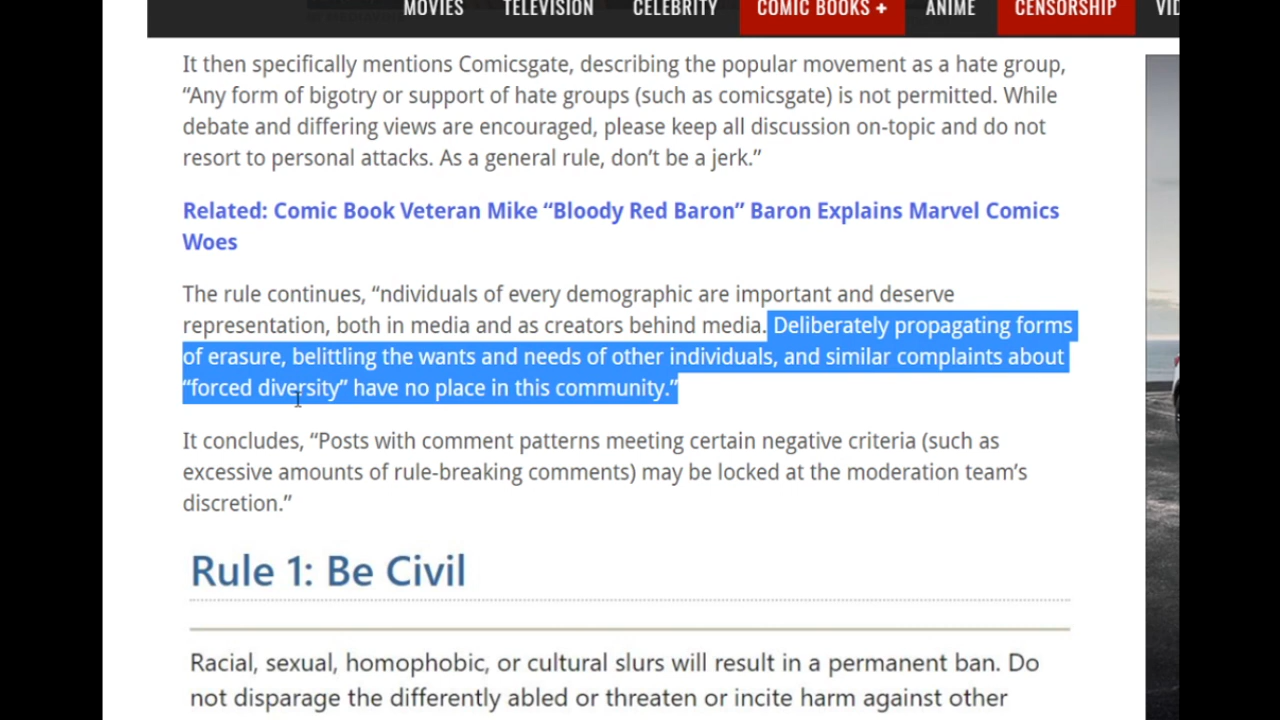 MOVIES TELEVISION CELEBRITY COMIC BOOKS + ANIME CENSORSHIP
It then specifically mentions Comicsgate, describing the popular movement as a hate group,
“Any form of bigotry or support of hate groups (such as comicsgate) is not permitted. While
debate and differing views are encouraged, please keep all discussion on-topic and do not
resort to personal attacks. As a general rule, don’t be a jerk.”
Related: Comic Book Veteran Mike “Bloody Red Baron” Baron Explains Marvel Comics
Woes
The rule continues, “ndividuals of every demographic are important and deserve
representation, both in media and as creators behind media. Deliberately propagating forms
of erasure, belittling the wants and needs of other individuals, and similar complaints about
“forced diversity” have no place in this community.”
It concludes, “Posts with comment patterns meeting certain negative criteria (such as
excessive amounts of rule-breaking comments) may be locked at the moderation team’s
discretion.”
Rule 1: Be Civil
Racial, sexual, homophobic, or cultural slurs will result in a permanent ban. Do
not disparage the differently abled or threaten or incite harm against other